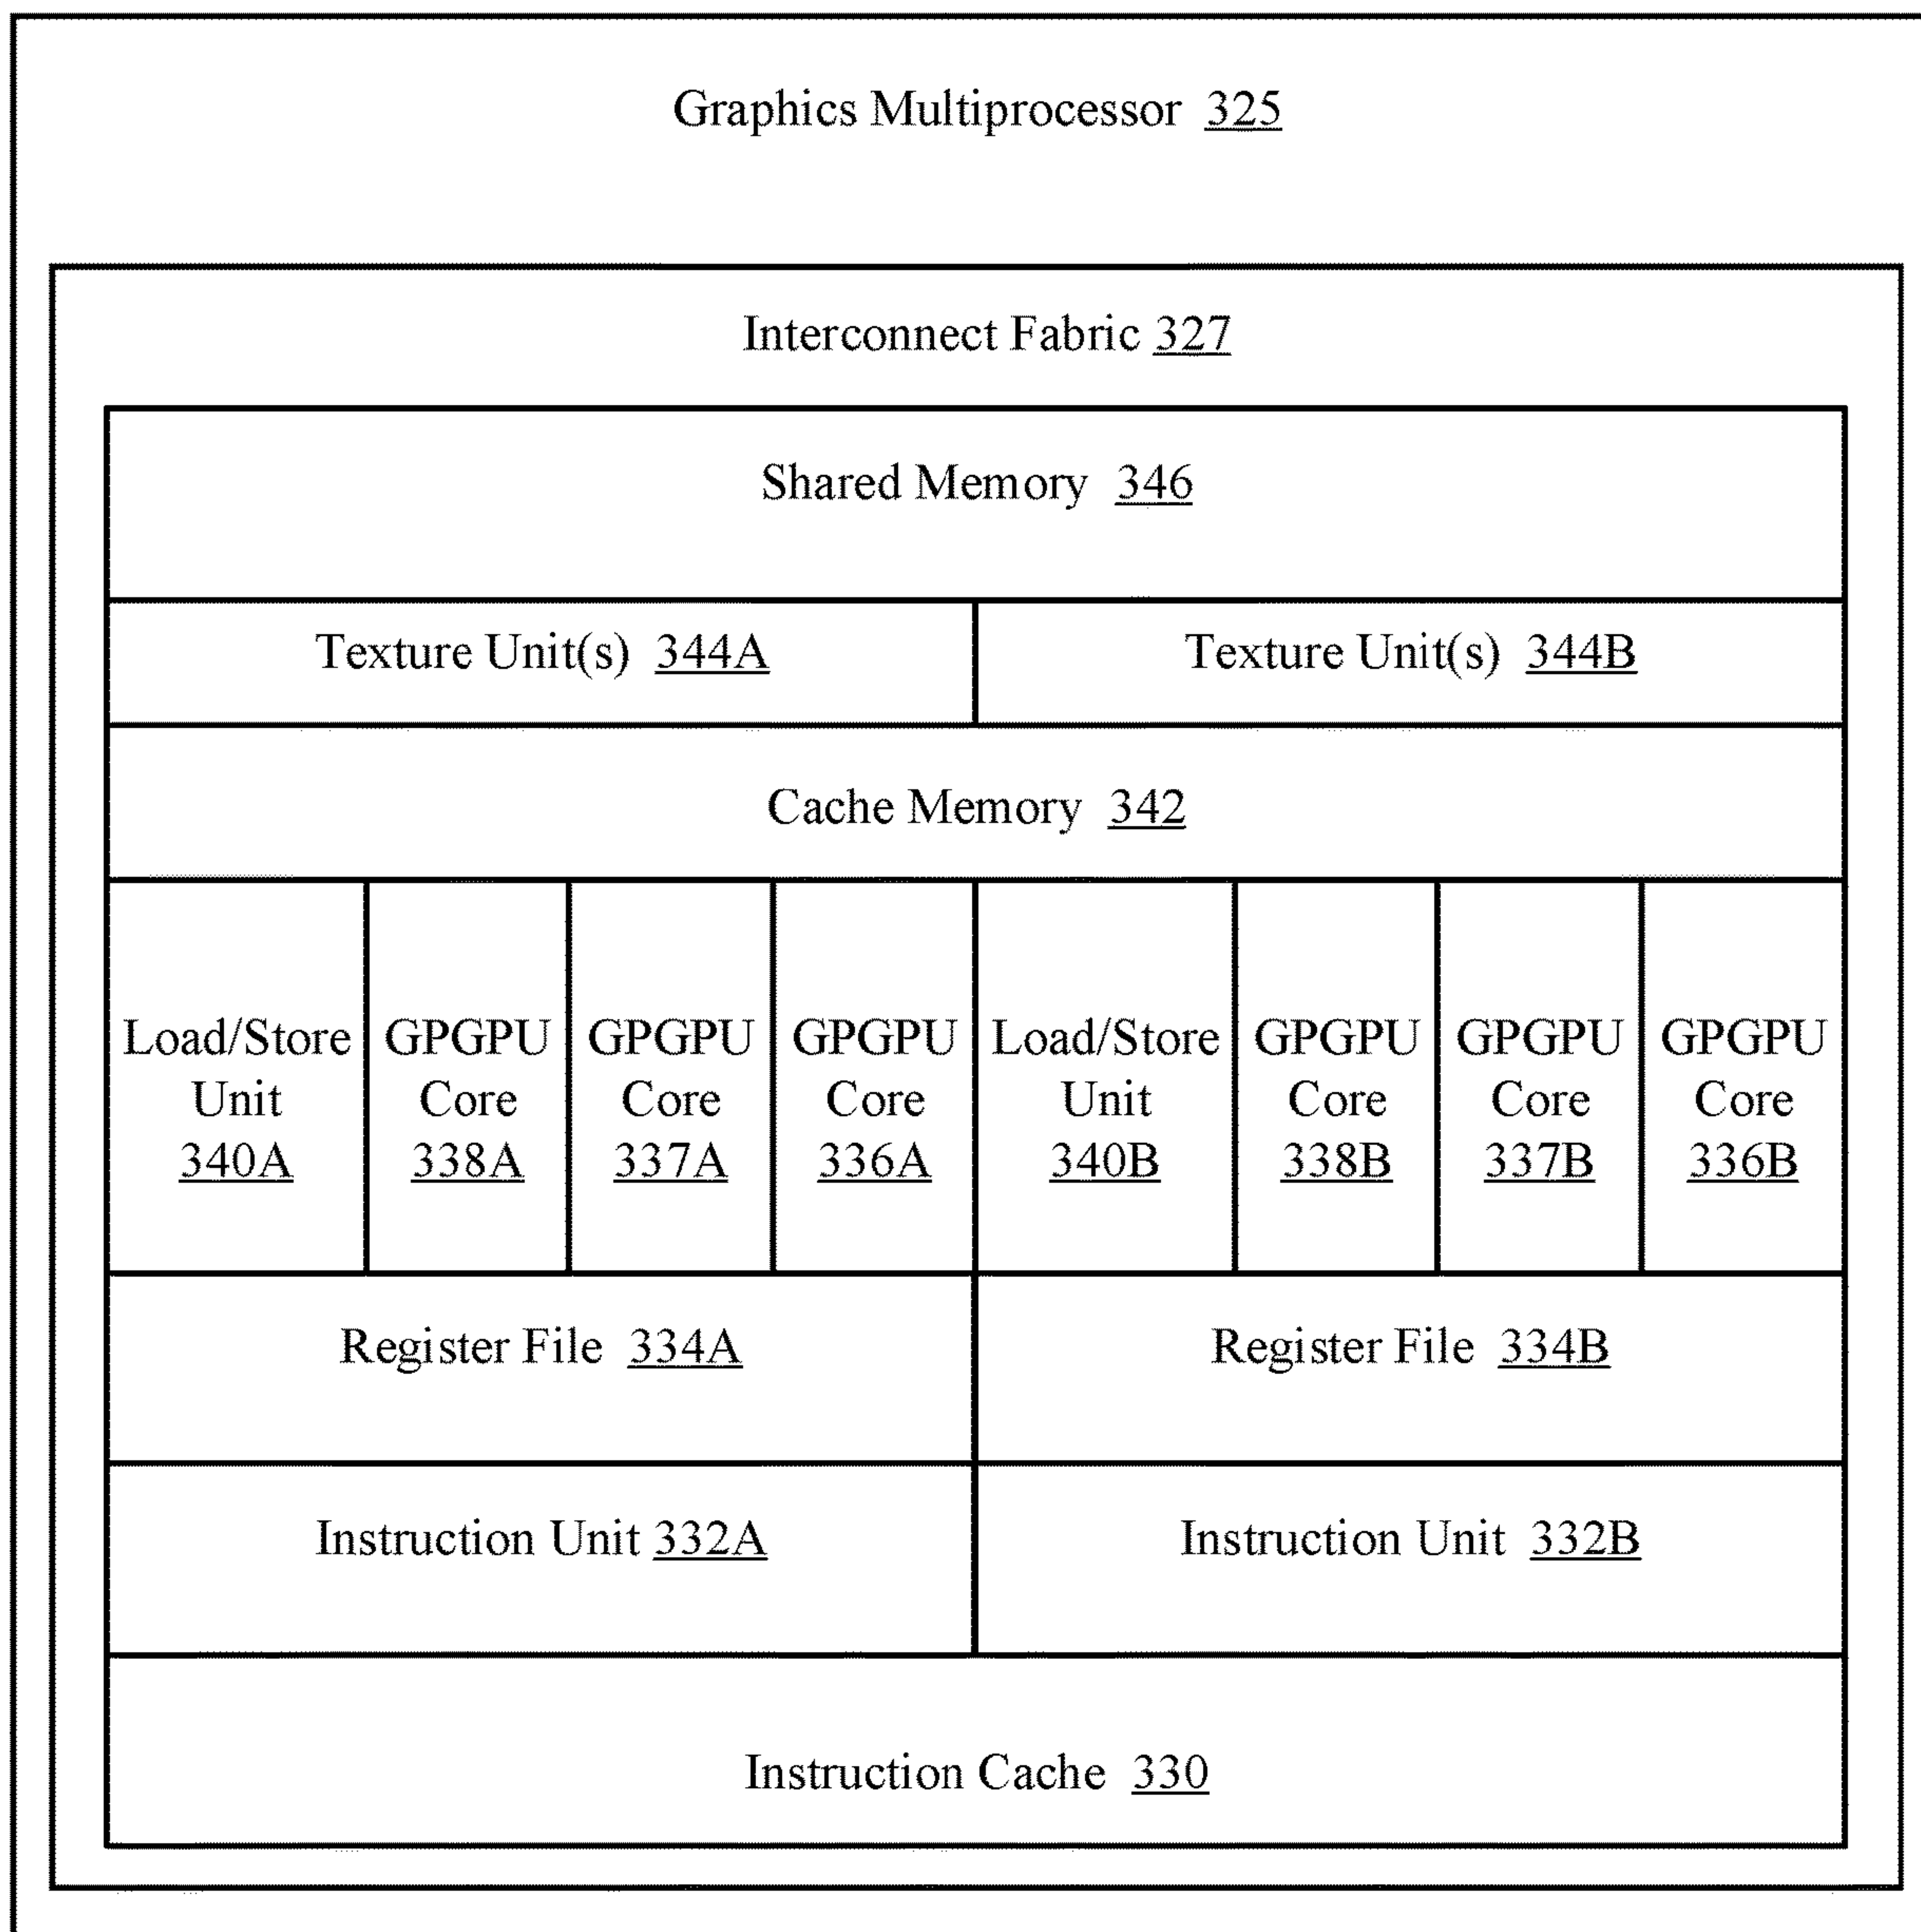 Graphics Multiprocessor 325
Interconnect Fabric 327
Shared Memory 346
Texture Unit(s) 344A
Texture Unit(s) 344B
Cache Memory 342
Load/Store
Unit
340A
GPGPU
Core
338A
GPGPU
Core
337A
GPGPU
Core
336A
Load/Store
Unit
340B
GPGPU
Core
338B
GPGPU
Core
337B
GPGPU
Core
336B
Register File 334A
Register File 334B
Instruction Unit 332A
Instruction Unit 332B
Instruction Cache 330